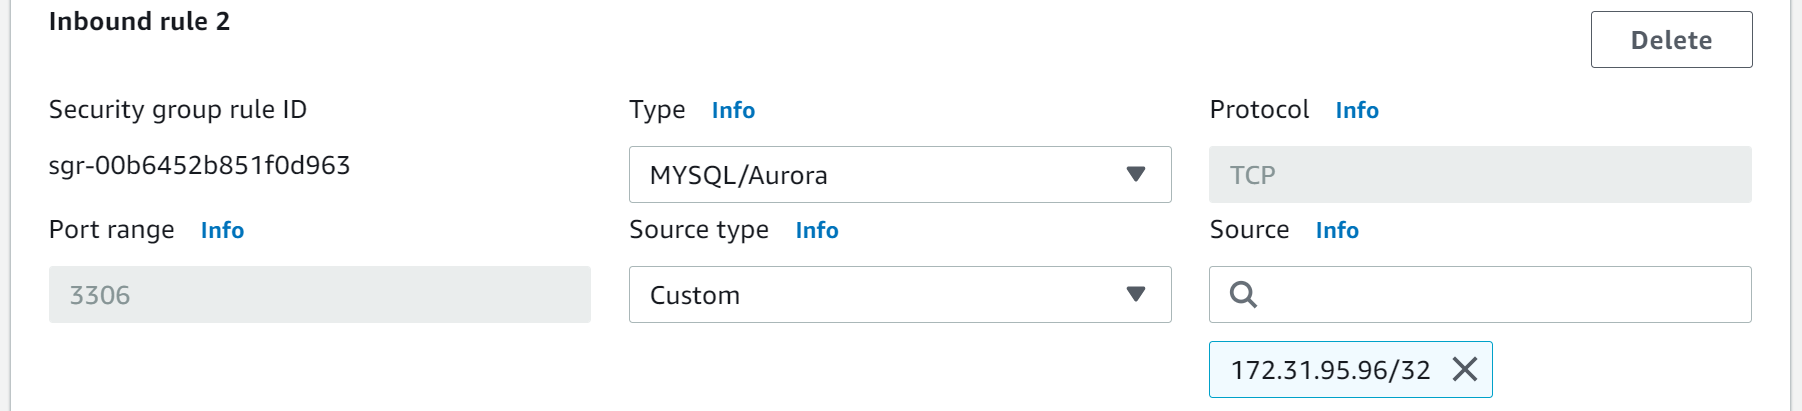 Inbound rule 2
Delete
Security group rule ID
sgr-00b6452b851f0d963
Type Info
MYSQL/Aurora
Protocol Info
TCP
Port range Info
3306
Source type Info
Custom
Source Info
172.31.95.96/32